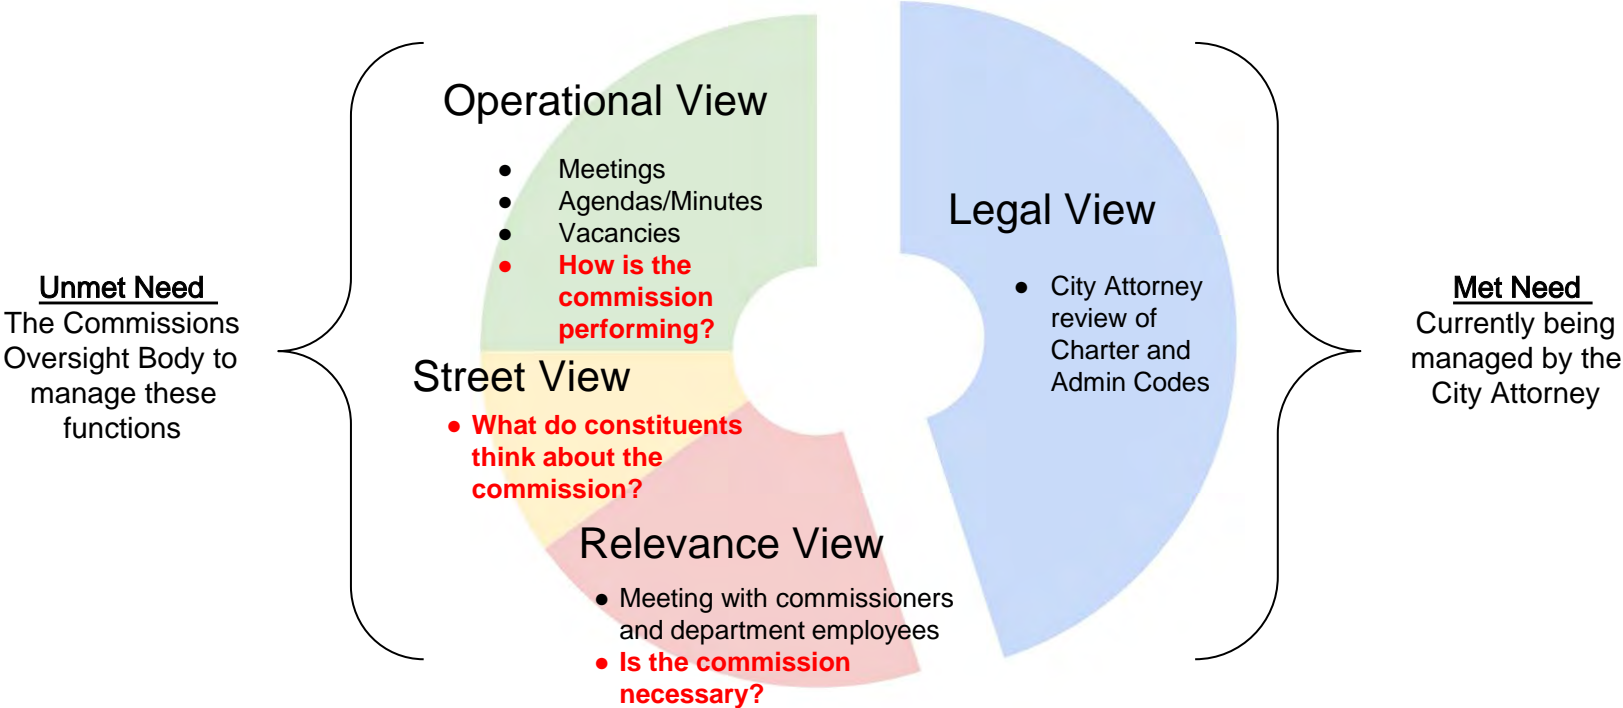 Unmet Need
The Commissions
Oversight Body to
manage these
functions
Operational View
● Meetings
● Agendas/Minutes
● Vacancies
● How is the
commission
performing?
Street View
● What do constituents
think about the
commission?
Relevance View
● Meeting with commissioners
and department employees
● Is the commission
necessary?
Legal View
● City Attorney
review of
Charter and
Admin Codes
Met Need
Currently being
managed by the
City Attorney